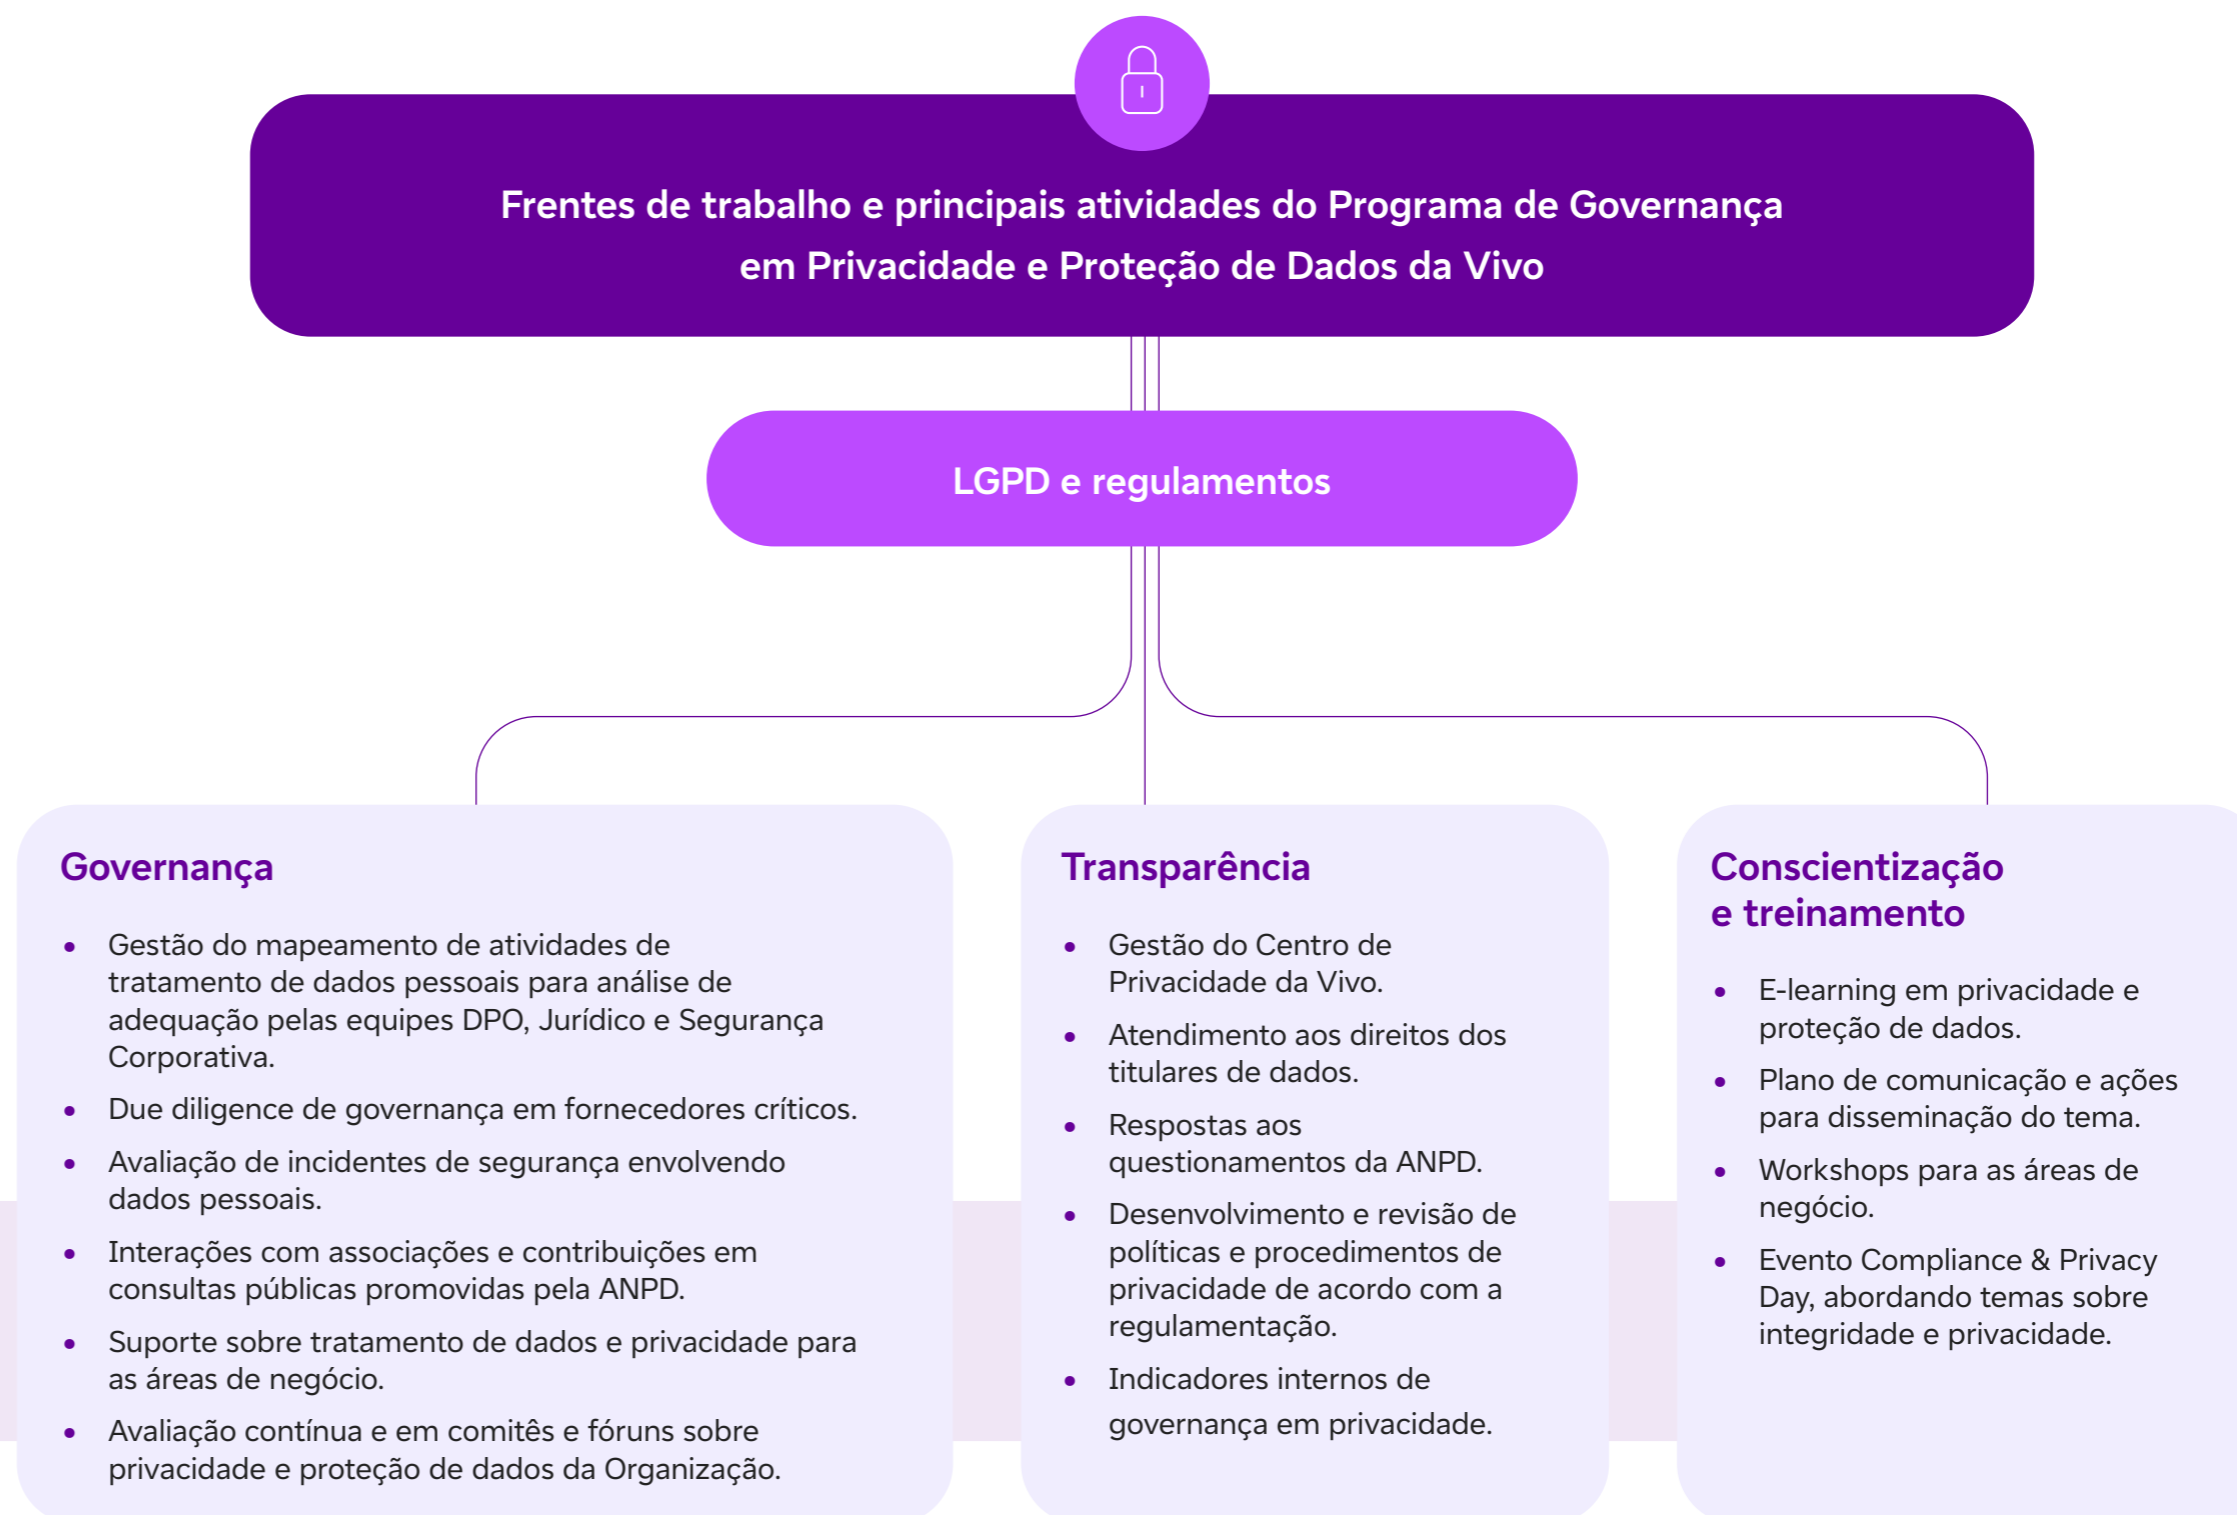 Frentes de trabalho e principais atividades do Programa de Governança
em Privacidade e Proteção de Dados da Vivo
LGPD e regulamentos
Governança
• Gestão do mapeamento de atividades de
tratamento de dados pessoais para análise de
adequação pelas equipes DPO, Jurídico e Segurança
Corporativa.
• Due diligence de governança em fornecedores críticos.
• Avaliação de incidentes de segurança envolvendo
dados pessoais.
• Interações com associações e contribuições em
consultas públicas promovidas pela ANPD.
• Suporte sobre tratamento de dados e privacidade para
as áreas de negócio.
• Avaliação contínua e em comitês e fóruns sobre
privacidade e proteção de dados da Organização.
Transparência
• Gestão do Centro de
Privacidade da Vivo.
• Atendimento aos direitos dos
titulares de dados.
• Respostas aos
questionamentos da ANPD.
• Desenvolvimento e revisão de
políticas e procedimentos de
privacidade de acordo com a
regulamentação.
• Indicadores internos de
governança em privacidade.
Conscientização
e treinamento
• E-learning em privacidade e
proteção de dados.
• Plano de comunicação e ações
para disseminação do tema.
• Workshops para as áreas de
negócio.
• Evento Compliance & Privacy
Day, abordando temas sobre
integridade e privacidade.